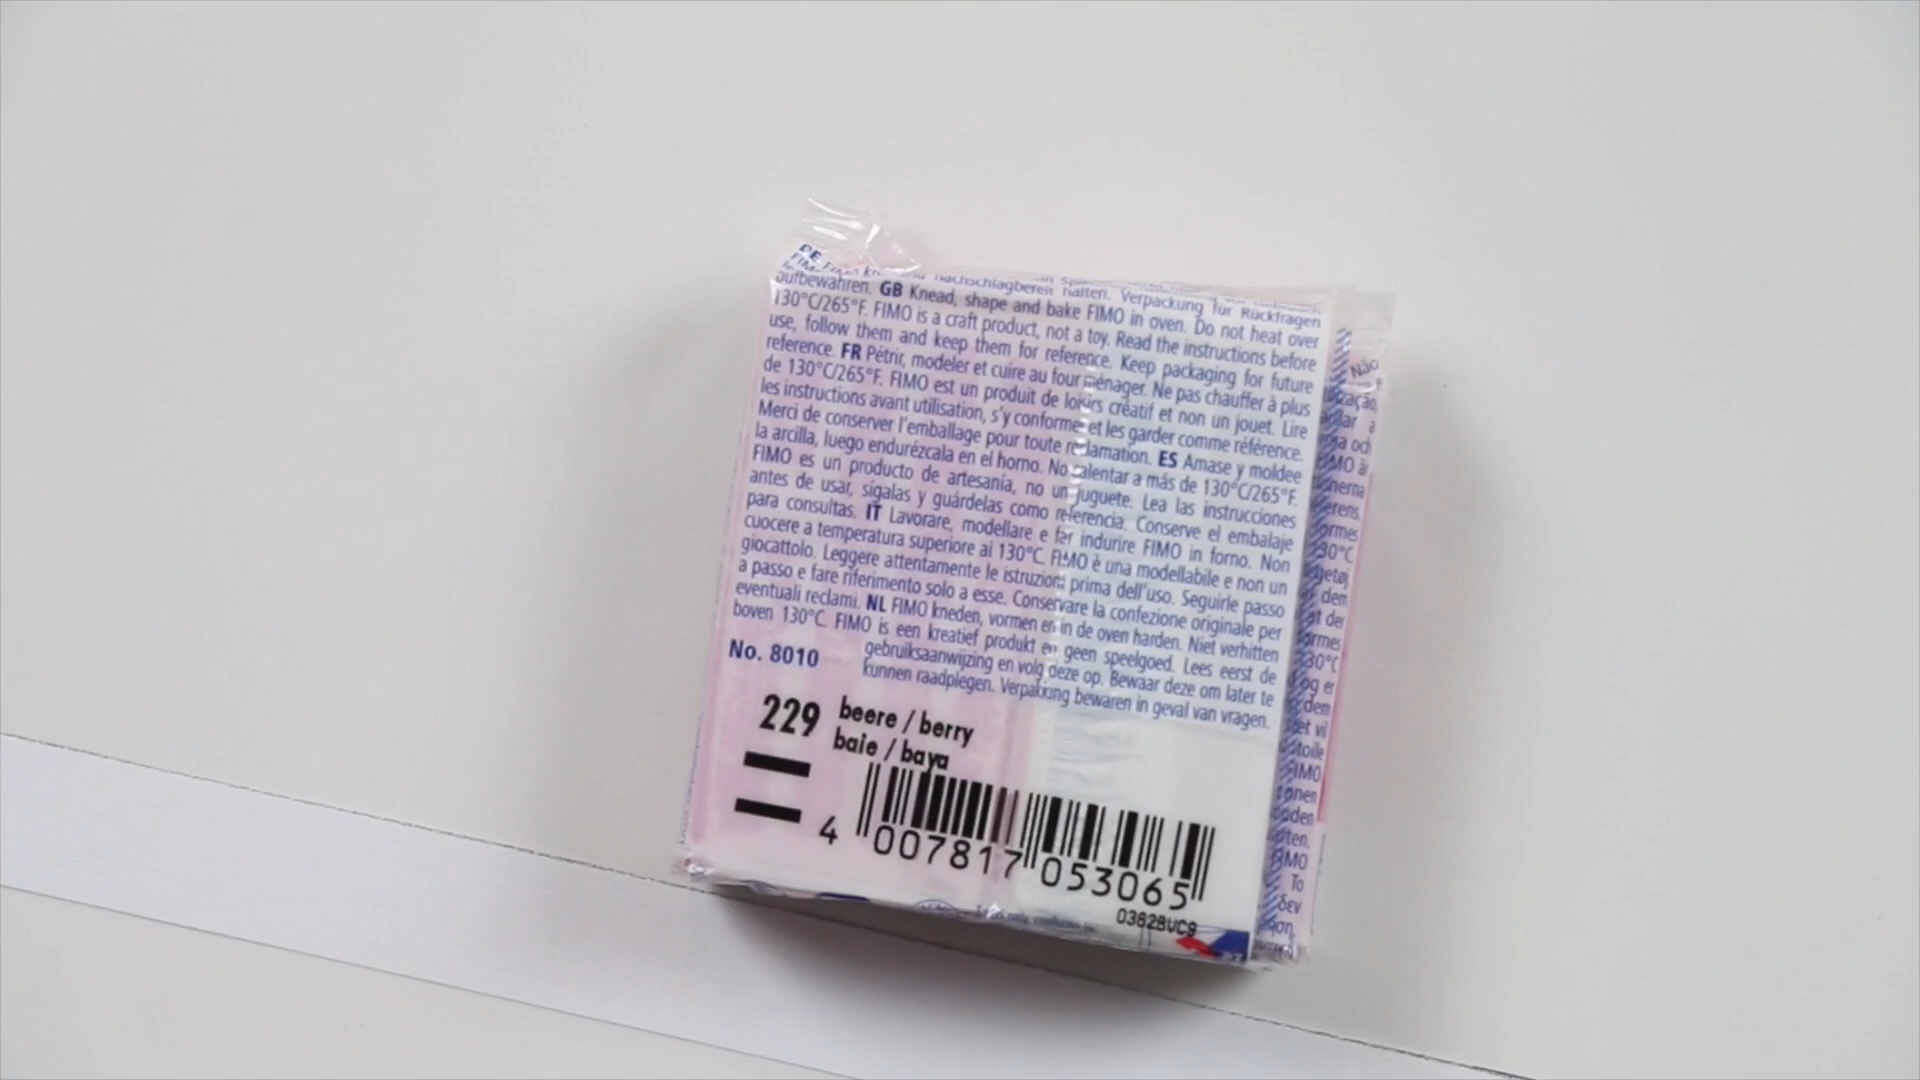 DE
aufbewahren. GB Knead, shape and bake FIMO in oven. Do not heat over
130°C/265°F. FIMO is a craft product, not a toy. Read the instructions before
use, follow them and keep them for reference. Keep packaging for future
reference. FR Pétrir, modeler et cuire au four ménager. Ne pas chauffer à plus
de 130°C/265°F. FIMO est un produit de loisirs créatif et non un jouet. Lire
les instructions avant utilisation, s'y conformer et les garder comme référence.
Merci de conserver l'emballage pour toute reclamation. ES Amase y moldee
la arcilla, luego endurézcala en el horno. No calentar a más de 130°C/265°F.
FIMO es un producto de artesanía, no un juguete. Lea las instrucciones
antes de usar, sígalas y guárdelas como referencia. Conserve el embalaje
para consultas. IT Lavorare, modellare e far indurire FIMO in forno. Non
cuocere a temperatura superiore ai 130°C. FIMO è una modellabile e non un
giocattolo. Leggere attentamente le istruzioni prima dell'uso. Seguirle passo
a passo e fare riferimento solo a esse. Conservare la confezione originale per
eventuali reclami. NL FIMO kneden, vormen en in de oven harden. Niet verhitten
boven 130°C. FIMO is een kreatief produkt en geen speelgoed. Lees eerst de
gebruiksaanwijzing en volg deze op. Bewaar deze om later te
kunnen raadplegen. Verpakking bewaren in geval van vragen.
No. 8010
229 beere / berry
baie / baya
4 007817 053065